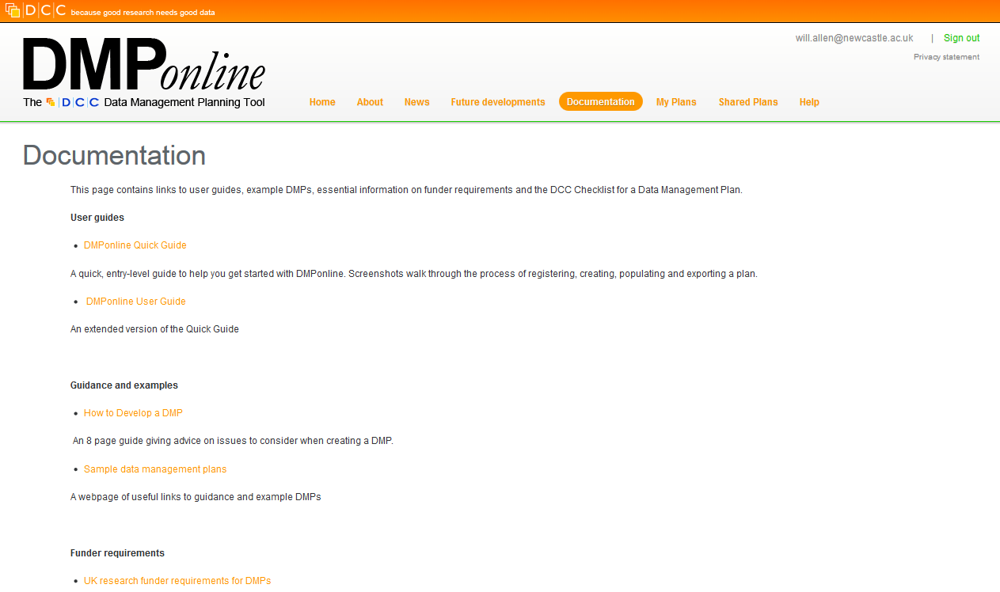 DCC because good research needs good data
will.allen@newcastle.ac.uk | Sign out
Privacy statement
DMPonline
The DCC Data Management Planning Tool
Home About News Future developments Documentation My Plans Shared Plans Help
Documentation
This page contains links to user guides, example DMPs, essential information on funder requirements and the DCC Checklist for a Data Management Plan.
User guides
• DMPonline Quick Guide
A quick, entry-level guide to help you get started with DMPonline. Screenshots walk through the process of registering, creating, populating and exporting a plan.
• DMPonline User Guide
An extended version of the Quick Guide
Guidance and examples
• How to Develop a DMP
An 8 page guide giving advice on issues to consider when creating a DMP.
• Sample data management plans
A webpage of useful links to guidance and example DMPs
Funder requirements
• UK research funder requirements for DMPs